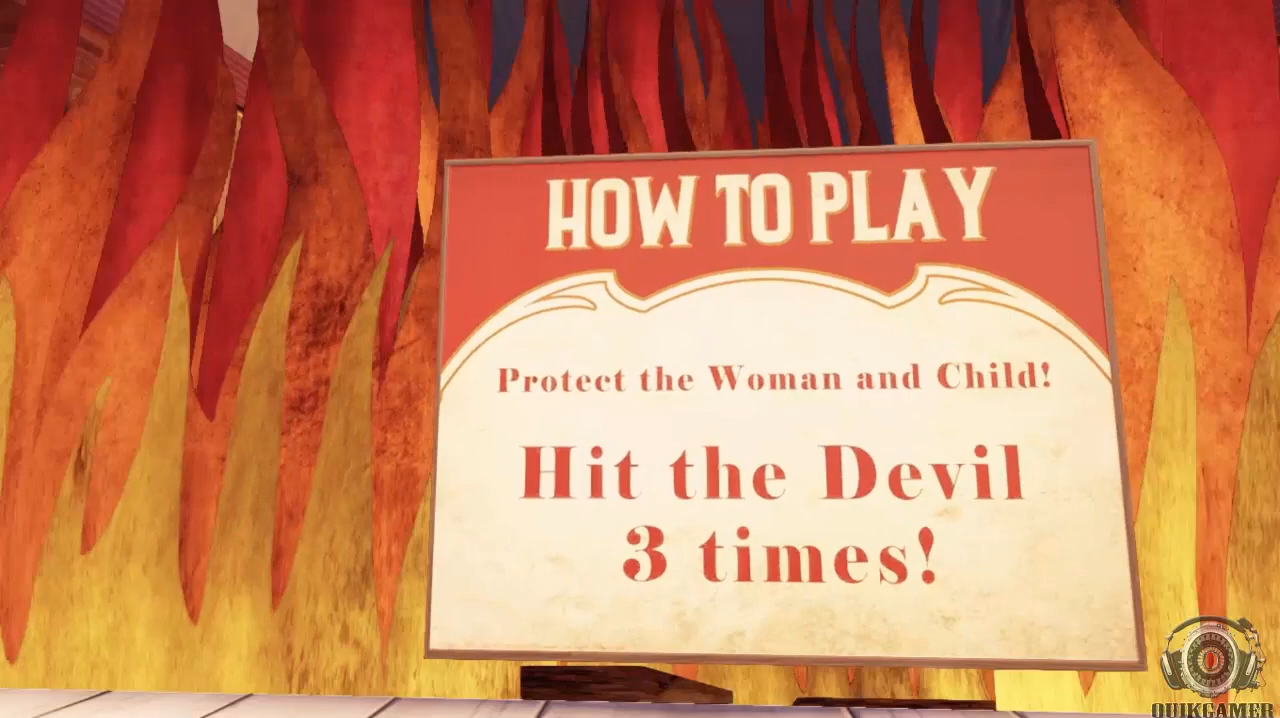 HOW TO PLAY
Protect the Woman and Child!
Hit the Devil
3 times!
QUIKGAMER